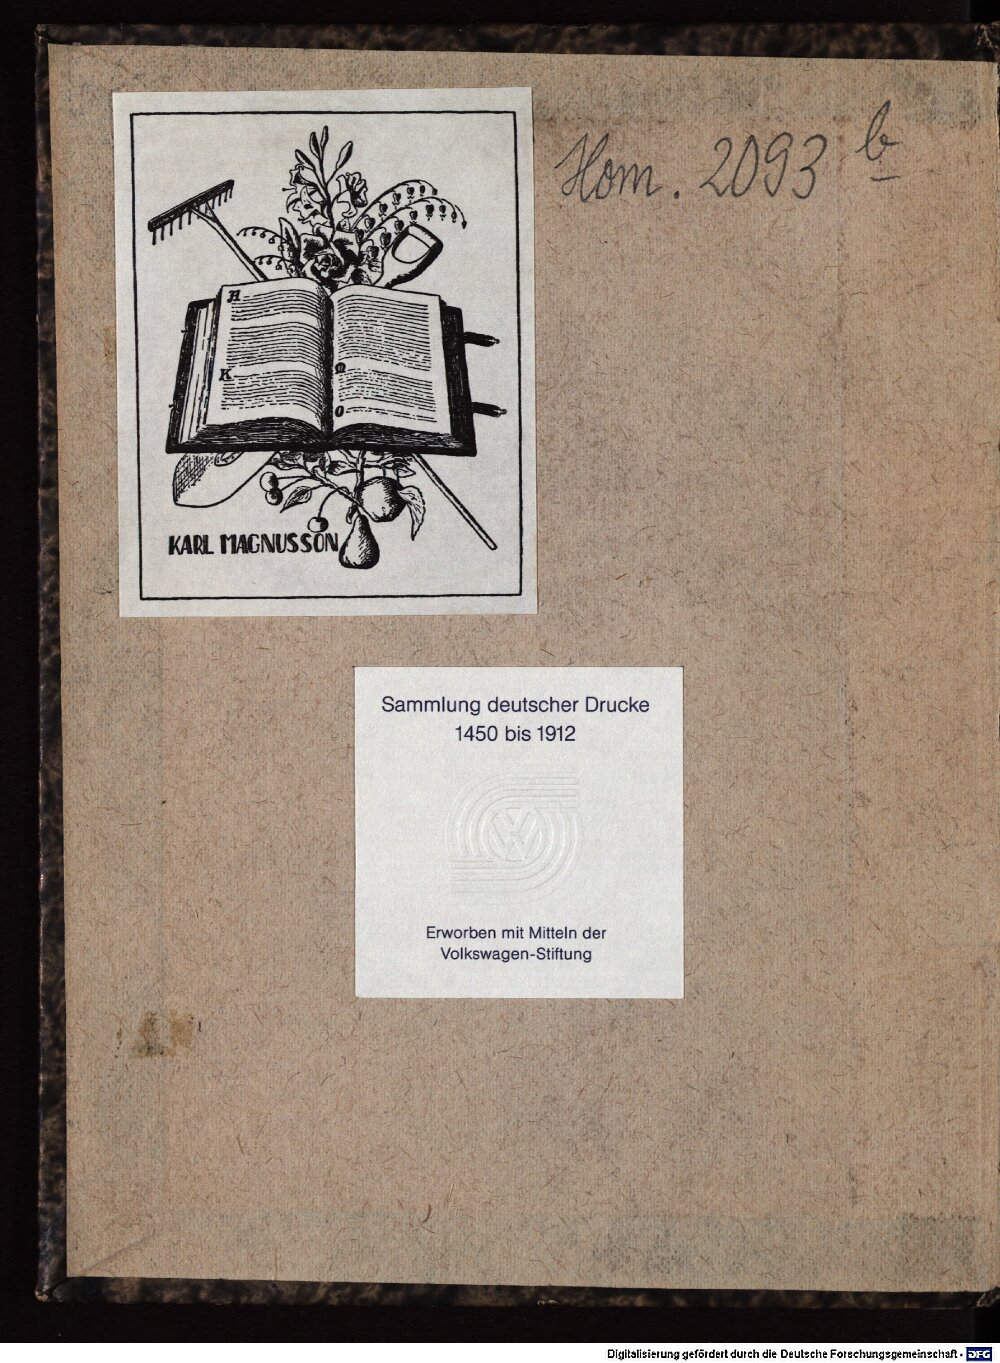 Hom. 2093 b
A
K
O
KARL MAGNUSSON
Sammlung deutscher Drucke
1450 bis 1912
VW
Erworben mit Mitteln der
Volkswagen-Stiftung
Digitalisierung gefördert durch die Deutsche Forschungsgemeinschaft - DFG